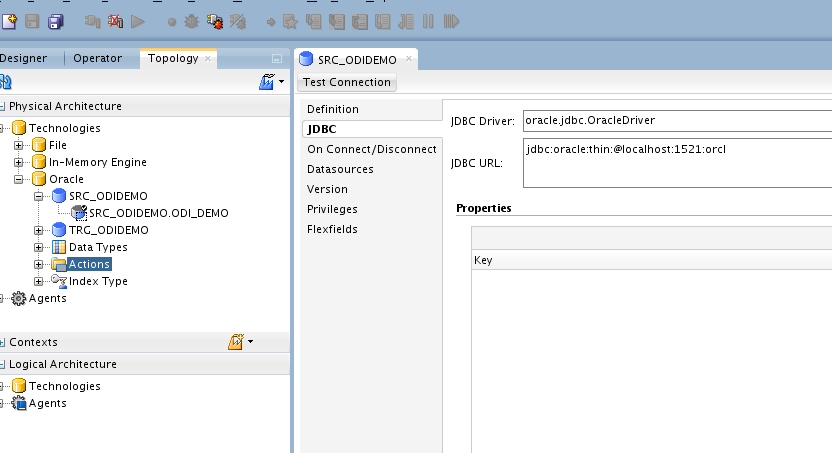 Designer Operator Topology
SRC_ODIDEMO
Test Connection
Physical Architecture
Technologies
File
In-Memory Engine
Oracle
SRC_ODIDEMO
SRC_ODIDEMO.ODI_DEMO
TRG_ODIDEMO
Data Types
Actions
Index Type
Agents
Contexts
Logical Architecture
Technologies
Agents
Definition
JDBC
On Connect/Disconnect
Datasources
Version
Privileges
Flexfields
JDBC Driver: oracle.jdbc.OracleDriver
JDBC URL: jdbc:oracle:thin:@localhost:1521:orcl
Properties
Key